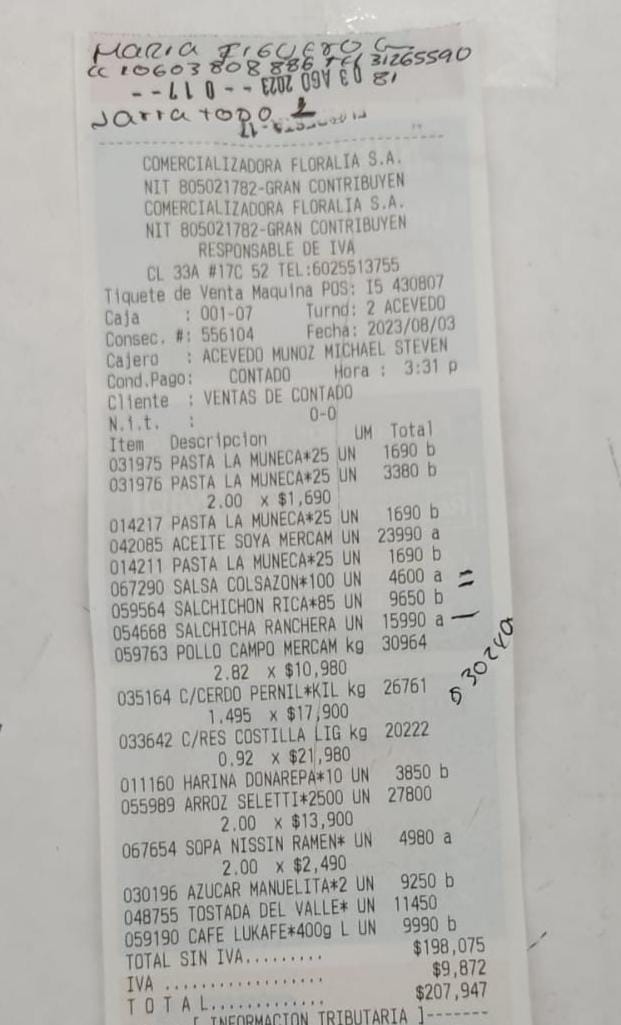 MARIA FIGUERO
CC 10603808886 Tel 31265590
81
03 AGO 2023 -- 017--
Jarra topo 1
COMERCIALIZADORA FLORALIA S.A.
NIT 805021782-GRAN CONTRIBUYEN
COMERCIALIZADORA FLORALIA S.A.
NIT 805021782-GRAN CONTRIBUYEN
RESPONSABLE DE IVA
CL 33A #17C 52 TEL:6025513755
Tiquete de Venta Maquina POS: I5 430807
Caja : 001-07 Turno: 2 ACEVEDO
Consec. #: 556104 Fecha: 2023/08/03
Cajero : ACEVEDO MUNOZ MICHAEL STEVEN
Cond.Pago: CONTADO Hora : 3:31 p
Cliente : VENTAS DE CONTADO
N.i.t. : 0-0
Item Descripcion UM Total
031975 PASTA LA MUNECA*25 UN 1690 b
031976 PASTA LA MUNECA*25 UN 3380 b
2.00 x $1,690
014217 PASTA LA MUNECA*25 UN 1690 b
042085 ACEITE SOYA MERCAM UN 23990 a
014211 PASTA LA MUNECA*25 UN 1690 b
067290 SALSA COLSAZON*100 UN 4600 a =
059564 SALCHICHON RICA*85 UN 9650 b
054668 SALCHICHA RANCHERA UN 15990 a —
059763 POLLO CAMPO MERCAM kg 30964
2.82 x $10,980
$ 30240
035164 C/CERDO PERNIL*KIL kg 26761
1.495 x $17,900
033642 C/RES COSTILLA LIG kg 20222
0.92 x $21,980
011160 HARINA DONAREPA*10 UN 3850 b
055989 ARROZ SELETTI*2500 UN 27800
2.00 x $13,900
067654 SOPA NISSIN RAMEN* UN 4980 a
2.00 x $2,490
030196 AZUCAR MANUELITA*2 UN 9250 b
048755 TOSTADA DEL VALLE* UN 11450
059190 CAFE LUKAFE*400g L UN 9990 b
TOTAL SIN IVA......... $198,075
IVA .................. $9,872
T O T A L............. $207,947
[ INFORMACION TRIBUTARIA ]-------